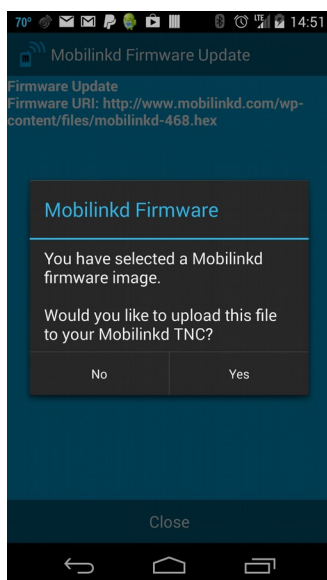 70° 14:51
Mobilinkd Firmware Update
Firmware Update
Firmware URI: http://www.mobilinkd.com/wp-
content/files/mobilinkd-468.hex
Mobilinkd Firmware
You have selected a Mobilinkd
firmware image.
Would you like to upload this file
to your Mobilinkd TNC?
No Yes
Close